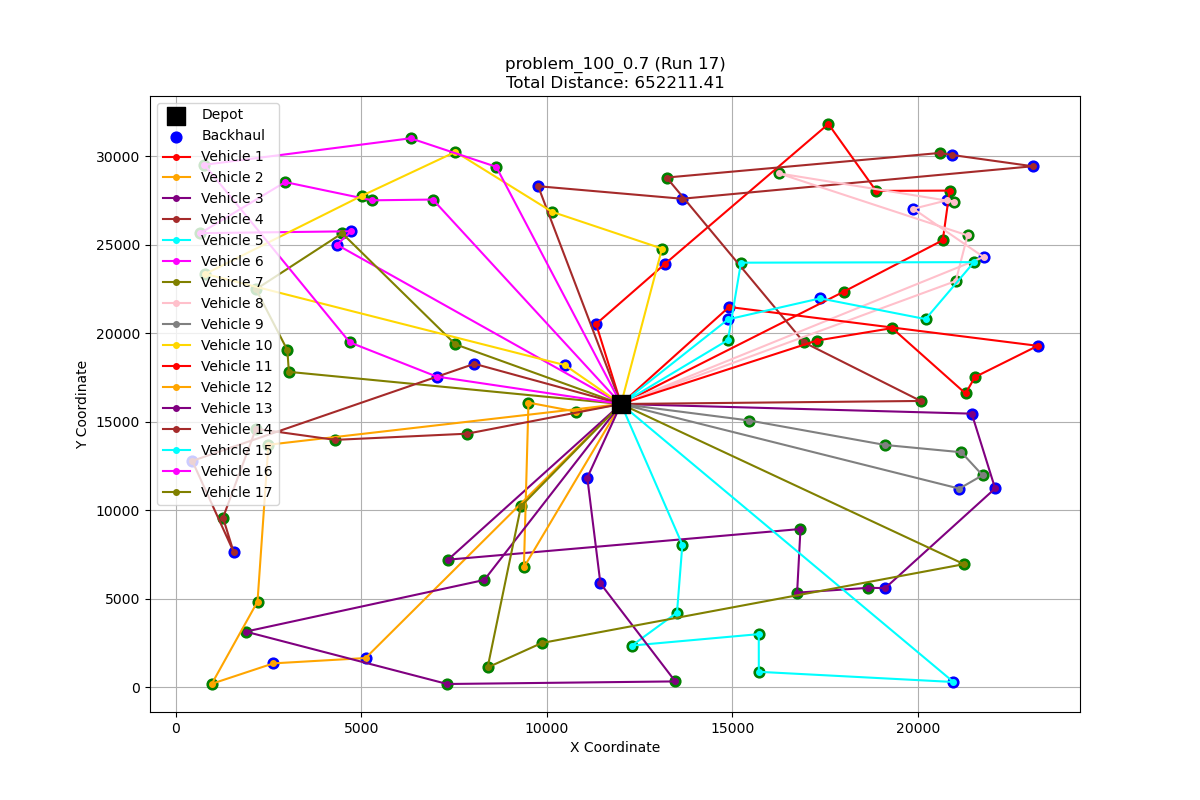 problem_100_0.7 (Run 17)
Total Distance: 652211.41
Depot
Backhaul
Vehicle 1
Vehicle 2
Vehicle 3
Vehicle 4
Vehicle 5
Vehicle 6
Vehicle 7
Vehicle 8
Vehicle 9
Vehicle 10
Vehicle 11
Vehicle 12
Vehicle 13
Vehicle 14
Vehicle 15
Vehicle 16
Vehicle 17
30000
25000
20000
15000
10000
5000
0
Y Coordinate
0 5000 10000 15000 20000
X Coordinate